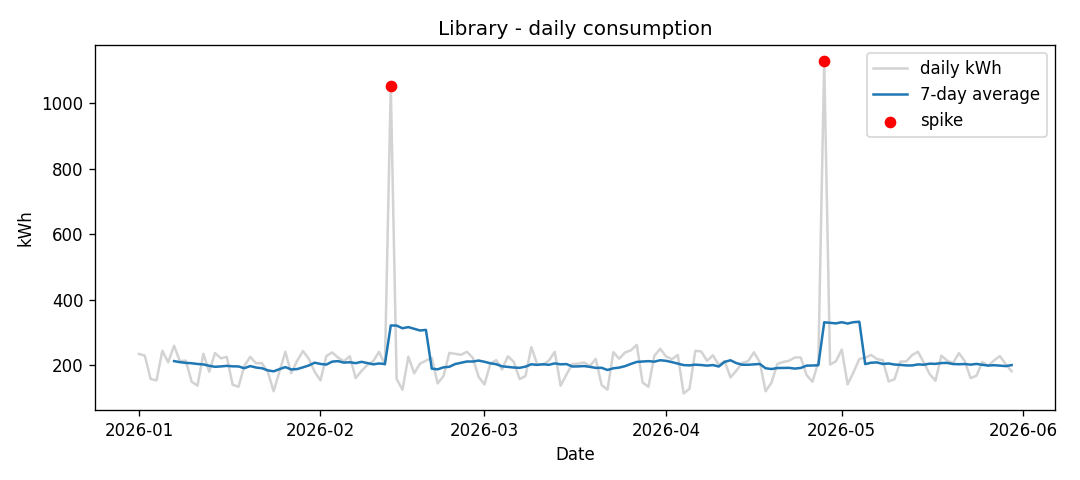 Library - daily consumption
daily kWh
7-day average
spike
1000
800
600
400
200
kWh
2026-01
2026-02
2026-03
2026-04
2026-05
2026-06
Date